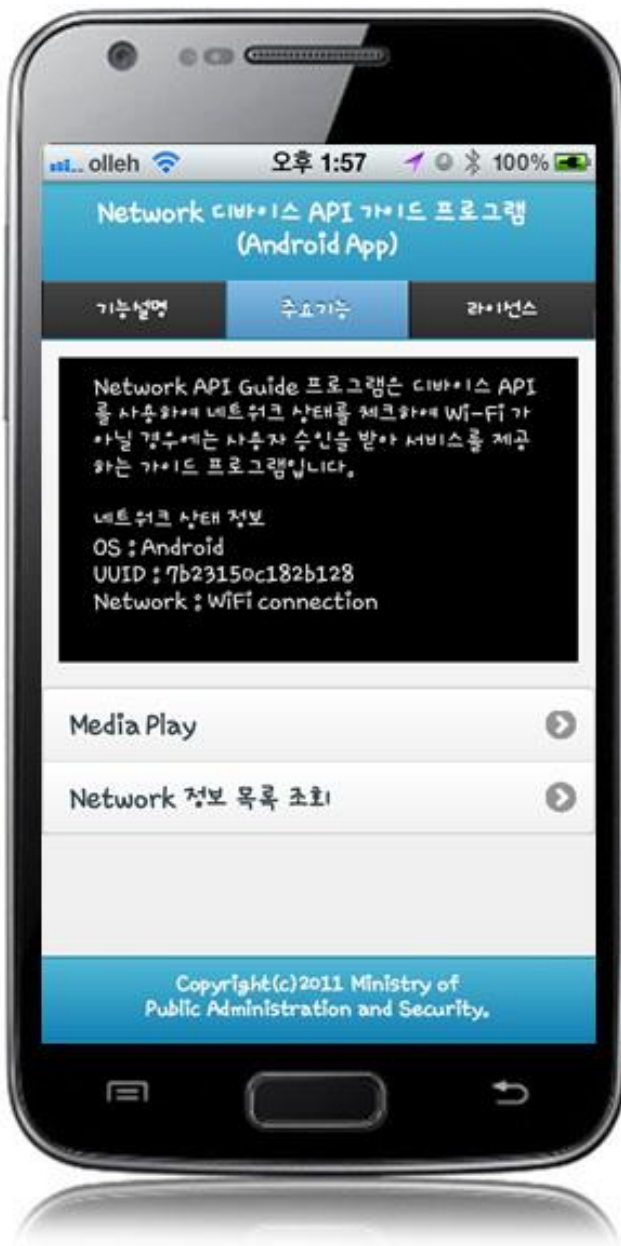 olleh 오후 1:57 100%
Network 디바이스 API 가이드 프로그램
(Android App)
기능설명 주요기능 라이선스
Network API Guide 프로그램은 디바이스 API
를 사용하여 네트워크 상태를 체크하여 Wi-Fi 가
아닐 경우에는 사용자 승인을 받아 서비스를 제공
하는 가이드 프로그램입니다.
네트워크 상태 정보
OS : Android
UUID : 7b23150c182b128
Network : WiFi connection
Media Play
Network 정보 목록 조회
Copyright(c)2011 Ministry of
Public Administration and Security.